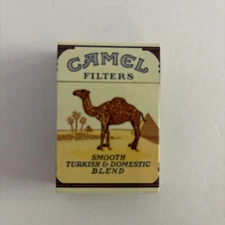 CAMEL
FILTERS
SMOOTH
TURKISH & DOMESTIC
BLEND